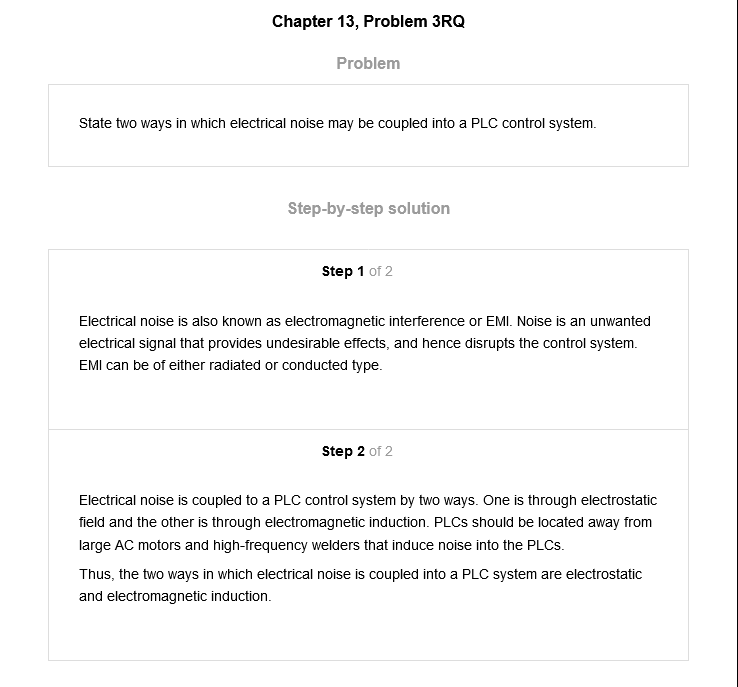 Chapter 13, Problem 3RQ
Problem
State two ways in which electrical noise may be coupled into a PLC control system.
Step-by-step solution
Step 1 of 2
Electrical noise is also known as electromagnetic interference or EMI. Noise is an unwanted
electrical signal that provides undesirable effects, and hence disrupts the control system.
EMI can be of either radiated or conducted type.
Step 2 of 2
Electrical noise is coupled to a PLC control system by two ways. One is through electrostatic
field and the other is through electromagnetic induction. PLCs should be located away from
large AC motors and high-frequency welders that induce noise into the PLCs.
Thus, the two ways in which electrical noise is coupled into a PLC system are electrostatic
and electromagnetic induction.